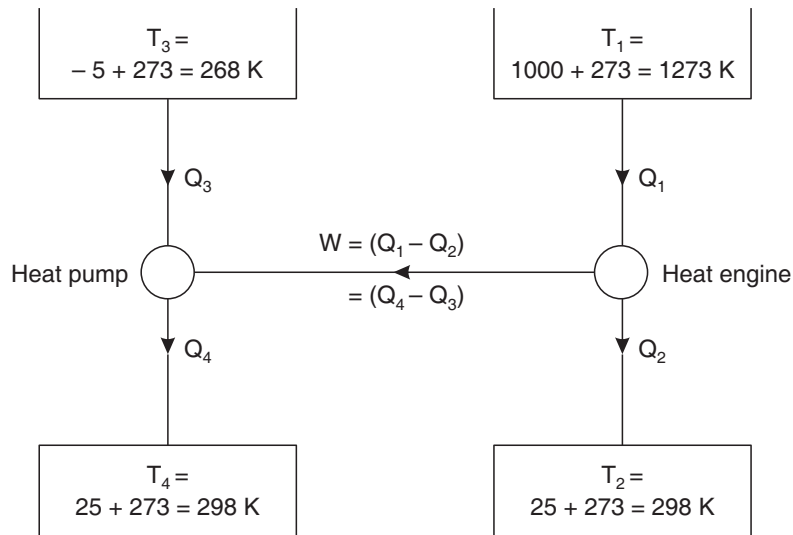 T₃ =
– 5 + 273 = 268 K
T₁ =
1000 + 273 = 1273 K
Q₃
Q₁
W = (Q₁ – Q₂)
Heat pump
Heat engine
= (Q₄ – Q₃)
Q₄
Q₂
T₄ =
25 + 273 = 298 K
T₂ =
25 + 273 = 298 K